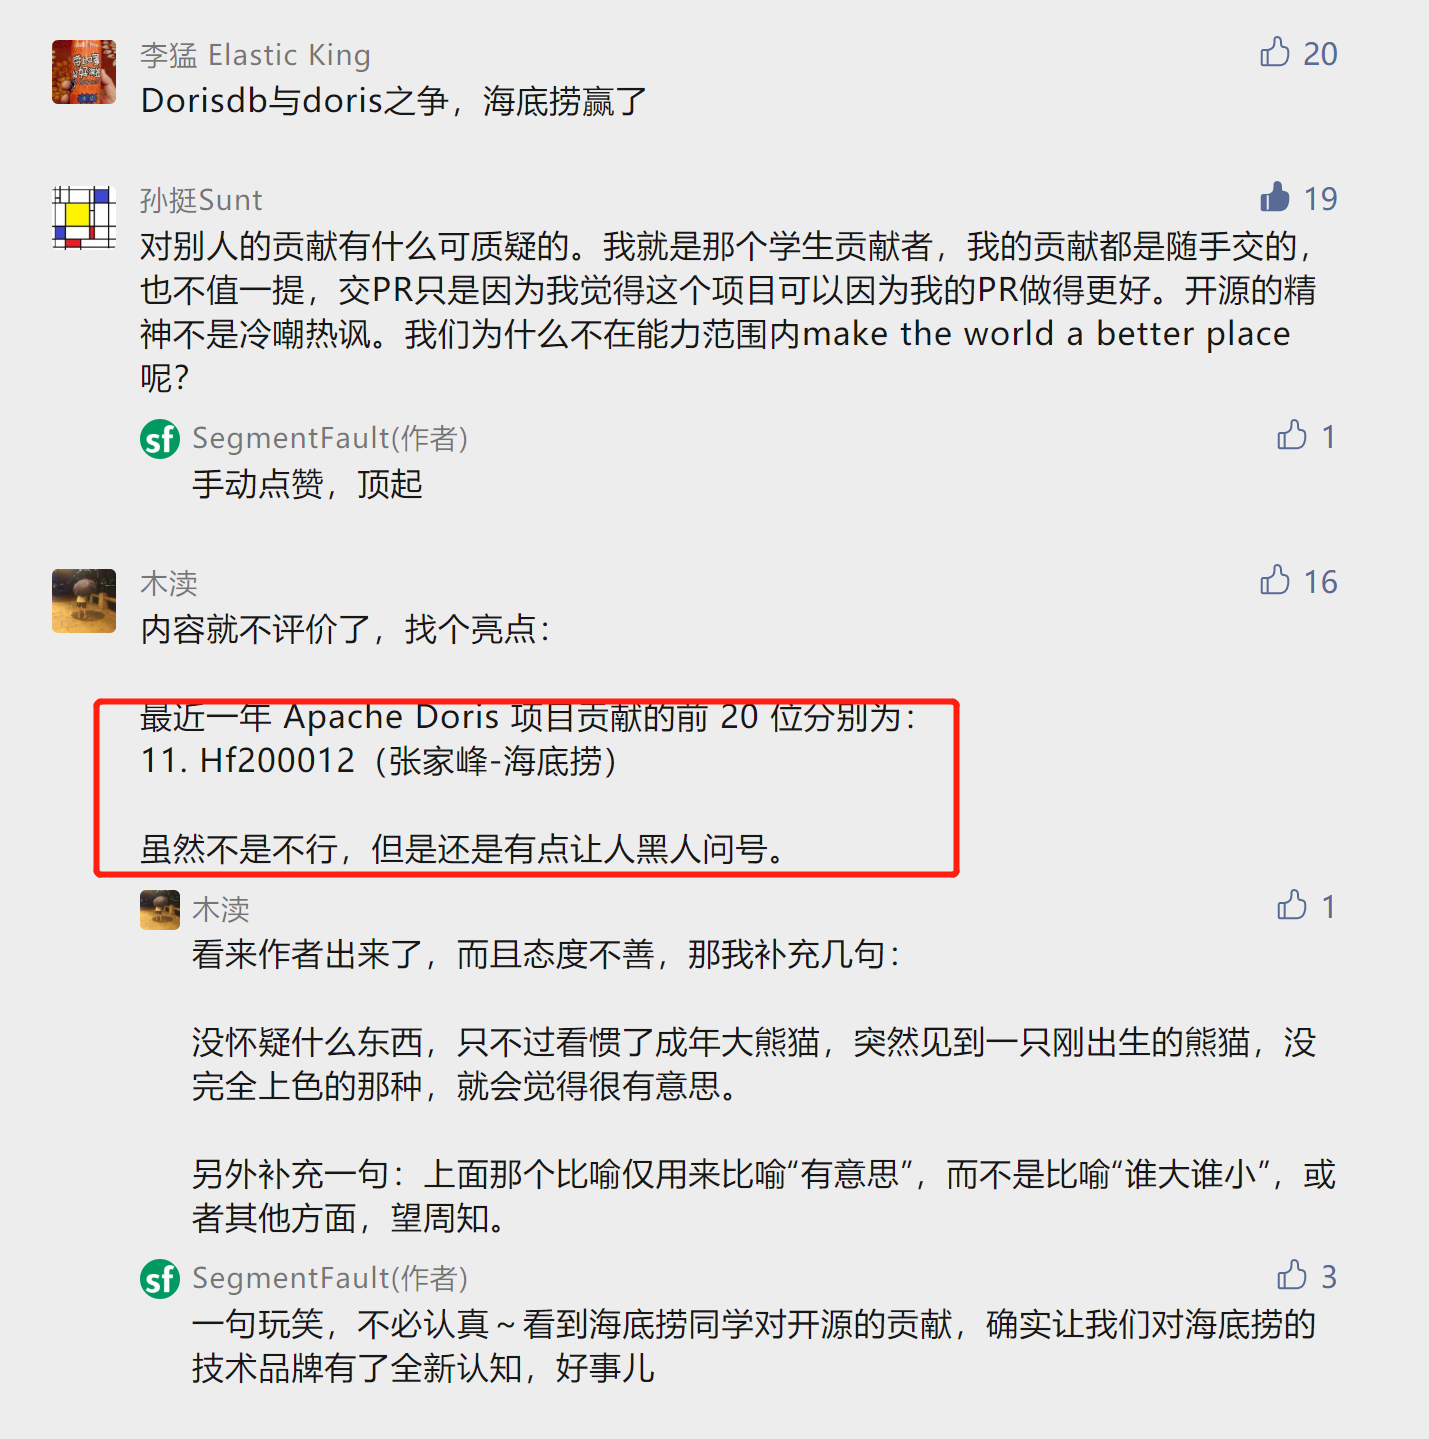 李猛 Elastic King
20
Dorisdb与doris之争，海底捞赢了
孙挺Sunt
19
对别人的贡献有什么可质疑的。我就是那个学生贡献者，我的贡献都是随手交的，
也不值一提，交PR只是因为我觉得这个项目可以因为我的PR做得更好。开源的精
神不是冷嘲热讽。我们为什么不在能力范围内make the world a better place
呢？
sf
SegmentFault(作者)
1
手动点赞，顶起
木渎
16
内容就不评价了，找个亮点：
最近一年 Apache Doris 项目贡献的前 20 位分别为：
11. Hf200012（张家峰-海底捞）
虽然不是不行，但是还是有点让人黑人问号。
木渎
1
看来作者出来了，而且态度不善，那我补充几句：
没怀疑什么东西，只不过看惯了成年大熊猫，突然见到一只刚出生的熊猫，没
完全上色的那种，就会觉得很有意思。
另外补充一句：上面那个比喻仅用来比喻“有意思”，而不是比喻“谁大谁小”，或
者其他方面，望周知。
sf
SegmentFault(作者)
3
一句玩笑，不必认真～看到海底捞同学对开源的贡献，确实让我们对海底捞的
技术品牌有了全新认知，好事儿